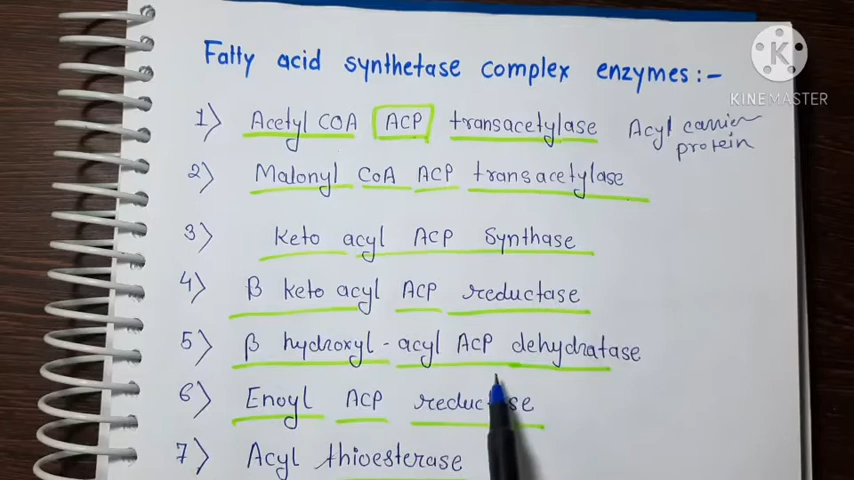 Fatty acid synthetase complex enzymes :-
K
KINEMASTER
1) Acetyl COA ACP transacetylase Acyl carrier
protein
2) Malonyl CoA ACP transacetylase
3) Keto acyl ACP Synthase
4) β keto acyl ACP reductase
5) β hydroxyl - acyl ACP dehydratase
6) Enoyl ACP reductase
7) Acyl thioesterase